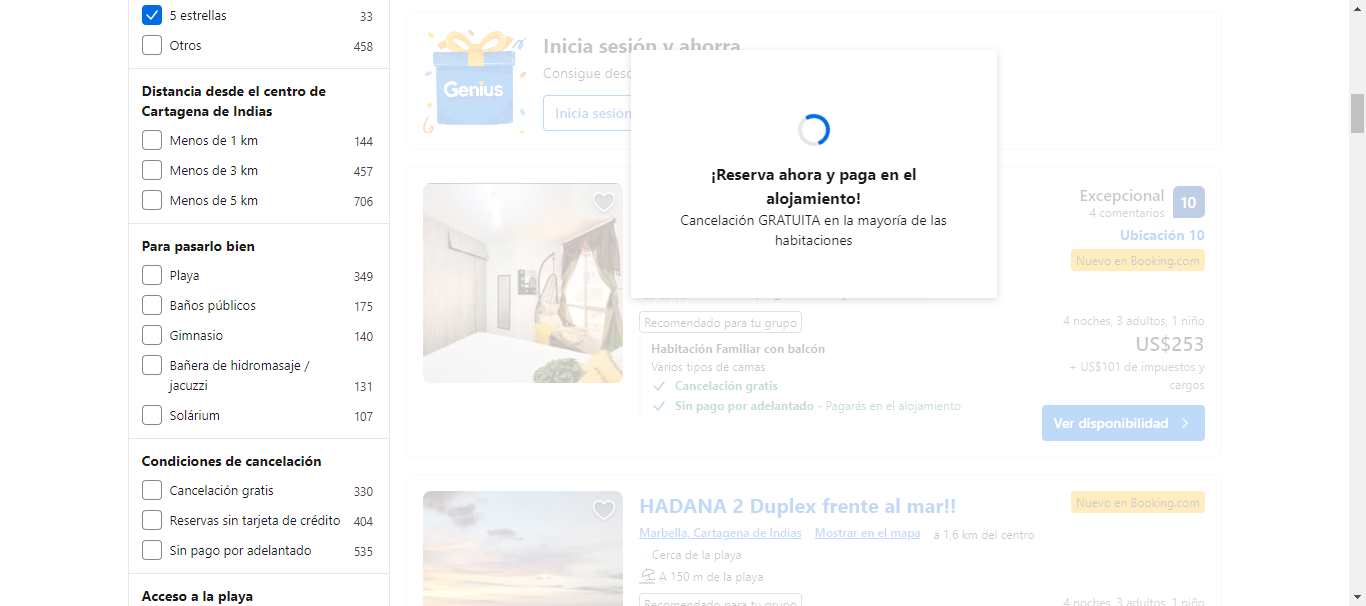 5 estrellas 33
Otros 458
Distancia desde el centro de
Cartagena de Indias
Menos de 1 km 144
Menos de 3 km 457
Menos de 5 km 706
Para pasarlo bien
Playa 349
Baños públicos 175
Gimnasio 140
Bañera de hidromasaje /
jacuzzi 131
Solárium 107
Condiciones de cancelación
Cancelación gratis 330
Reservas sin tarjeta de crédito 404
Sin pago por adelantado 535
Acceso a la playa
Genius
Inicia sesión y ahorra
Consigue
Inicia sesión
¡Reserva ahora y paga en el
alojamiento!
Cancelación GRATUITA en la mayoría de las
habitaciones
Excepcional 10
4 comentarios
Ubicación 10
Nuevo en Booking.com
Recomendado para tu grupo
Habitación Familiar con balcón
Varios tipos de camas
Cancelación gratis
Sin pago por adelantado - Pagarás en el alojamiento
4 noches, 3 adultos, 1 niño
US$253
+ US$101 de impuestos y
cargos
Ver disponibilidad
HADANA 2 Duplex frente al mar!!
Nuevo en Booking.com
Marbella, Cartagena de Indias Mostrar en el mapa a 1,6 km del centro
Cerca de la playa
A 150 m de la playa
Recomendado para tu grupo
4 noches, 3 adultos, 1 niño